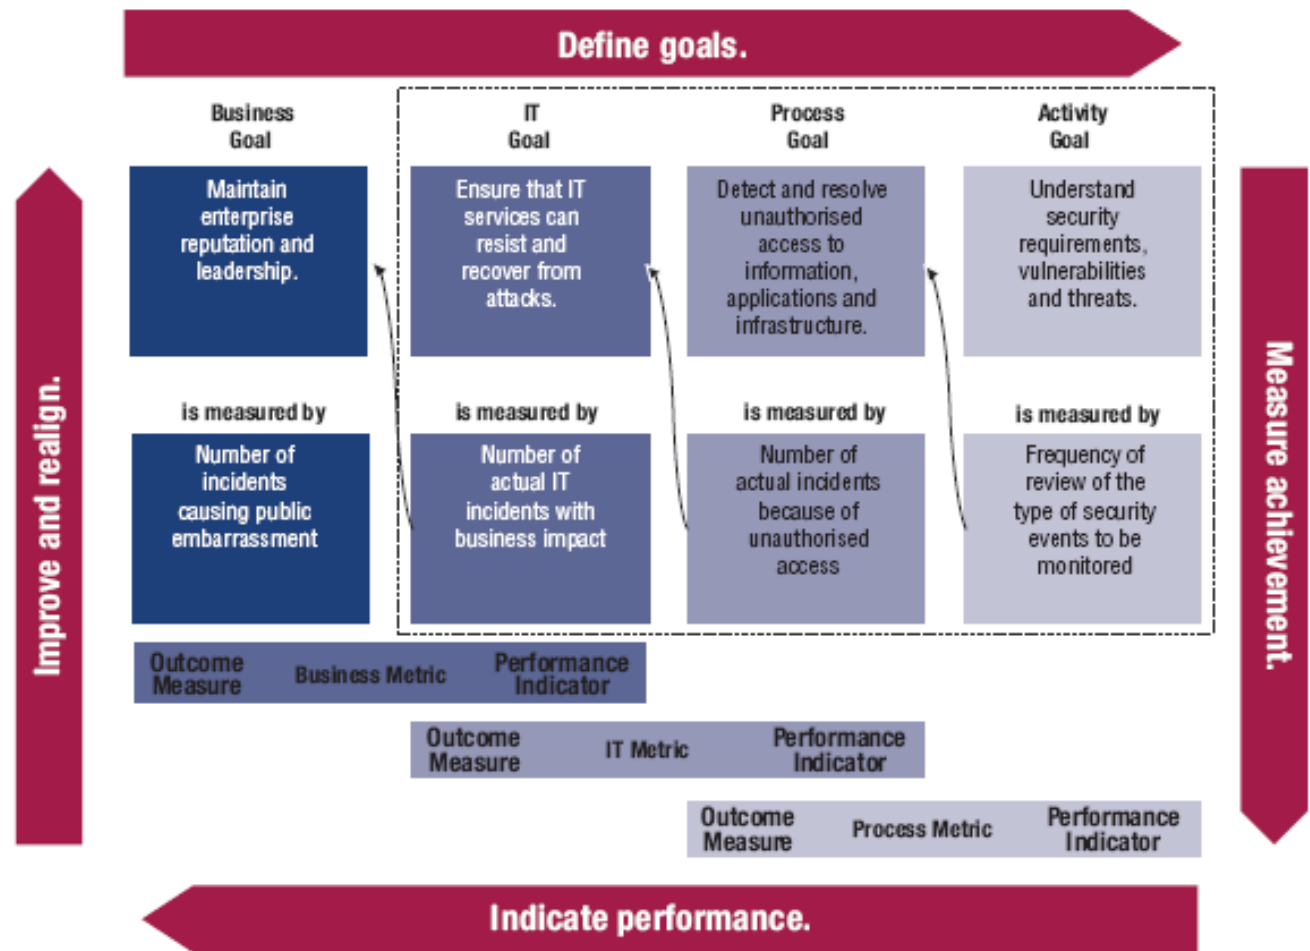 Define goals.
Business
Goal
IT
Goal
Process
Goal
Activity
Goal
Maintain
enterprise
reputation and
leadership.
Ensure that IT
services can
resist and
recover from
attacks.
Detect and resolve
unauthorised
access to
information,
applications and
infrastructure.
Understand
security
requirements,
vulnerabilities
and threats.
is measured by
is measured by
is measured by
is measured by
Number of
incidents
causing public
embarrassment
Number of
actual IT
incidents with
business impact
Number of
actual incidents
because of
unauthorised
access
Frequency of
review of the
type of security
events to be
monitored
Improve and realign.
Measure achievement.
Outcome
Measure
Business Metric
Performance
Indicator
Outcome
Measure
IT Metric
Performance
Indicator
Outcome
Measure
Process Metric
Performance
Indicator
Indicate performance.